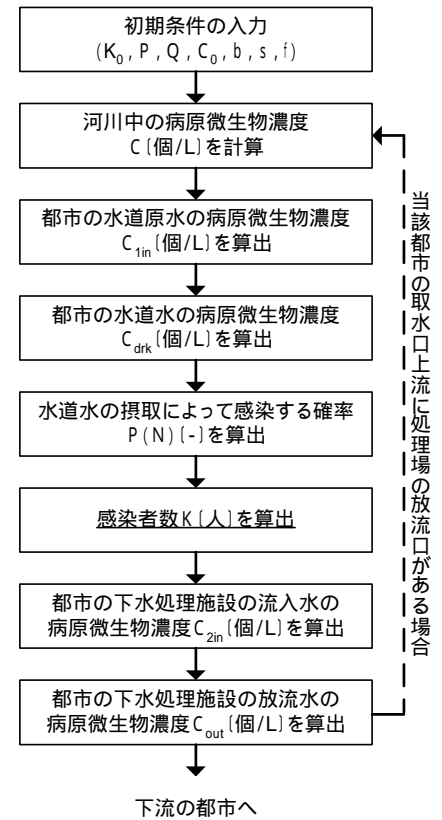 初期条件の入力
(K₀ , P , Q , C₀ , b , s , f)
河川中の病原微生物濃度
C〔個/L〕を計算
都市の水道原水の病原微生物濃度
C₁ᵢₙ〔個/L〕を算出
都市の水道水の病原微生物濃度
C_drk〔個/L〕を算出
水道水の摂取によって感染する確率
P(N)〔-〕を算出
感染者数K〔人〕を算出
都市の下水処理施設の流入水の
病原微生物濃度C₂ᵢₙ〔個/L〕を算出
都市の下水処理施設の放流水の
病原微生物濃度C_out〔個/L〕を算出
下流の都市へ
当該都市の取水口上流に処理場の放流口がある場合